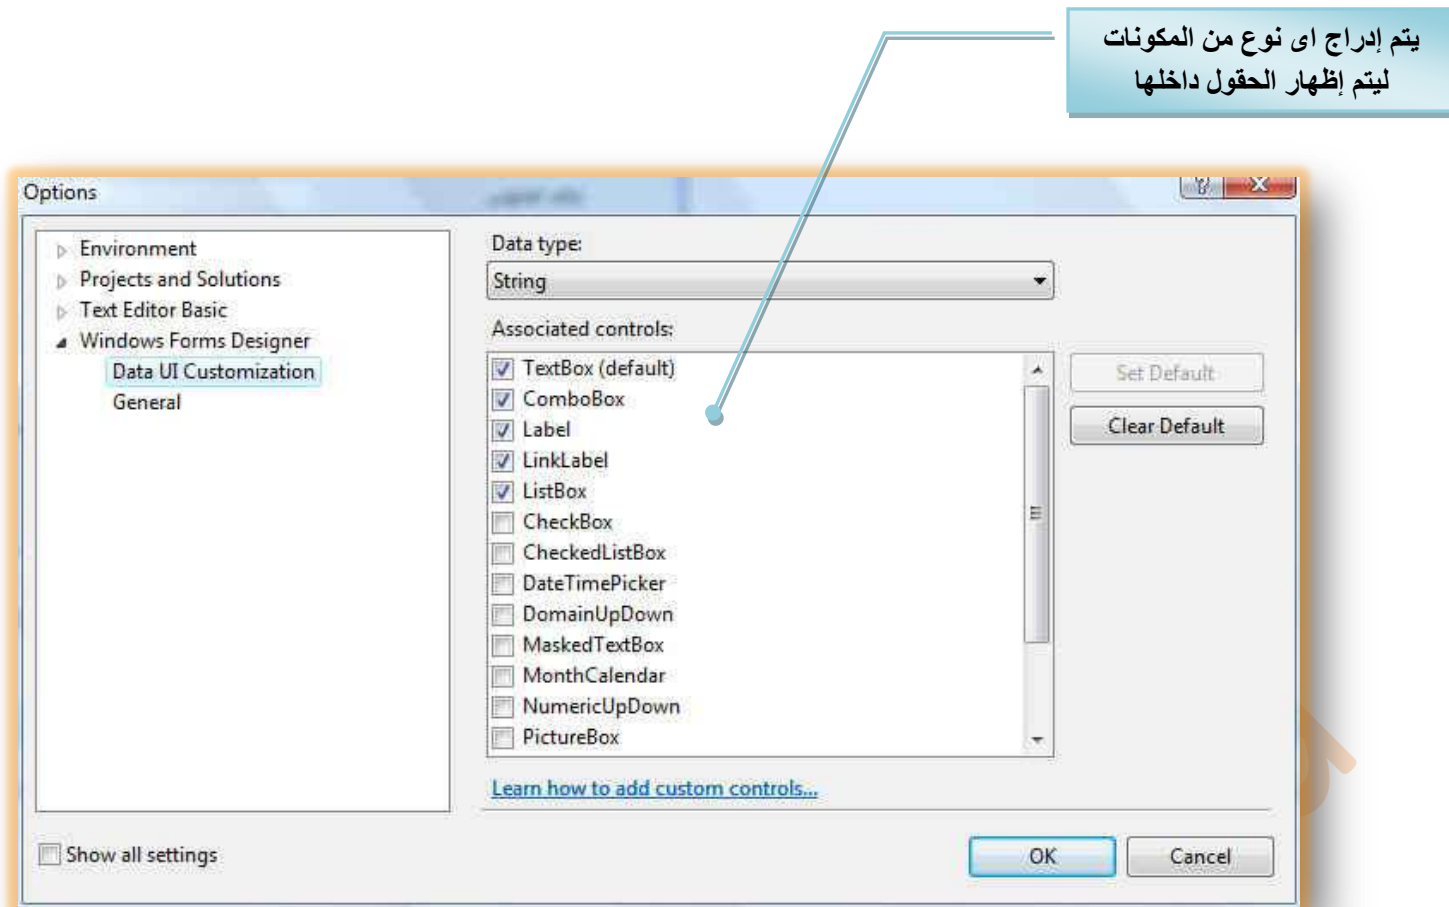 يتم إدراج اى نوع من المكونات
ليتم إظهار الحقول داخلها
Options
Environment
Projects and Solutions
Text Editor Basic
Windows Forms Designer
Data UI Customization
General
Data type:
String
Associated controls:
TextBox (default)
ComboBox
Label
LinkLabel
ListBox
CheckBox
CheckedListBox
DateTimePicker
DomainUpDown
MaskedTextBox
MonthCalendar
NumericUpDown
PictureBox
Set Default
Clear Default
Learn how to add custom controls...
Show all settings
OK
Cancel